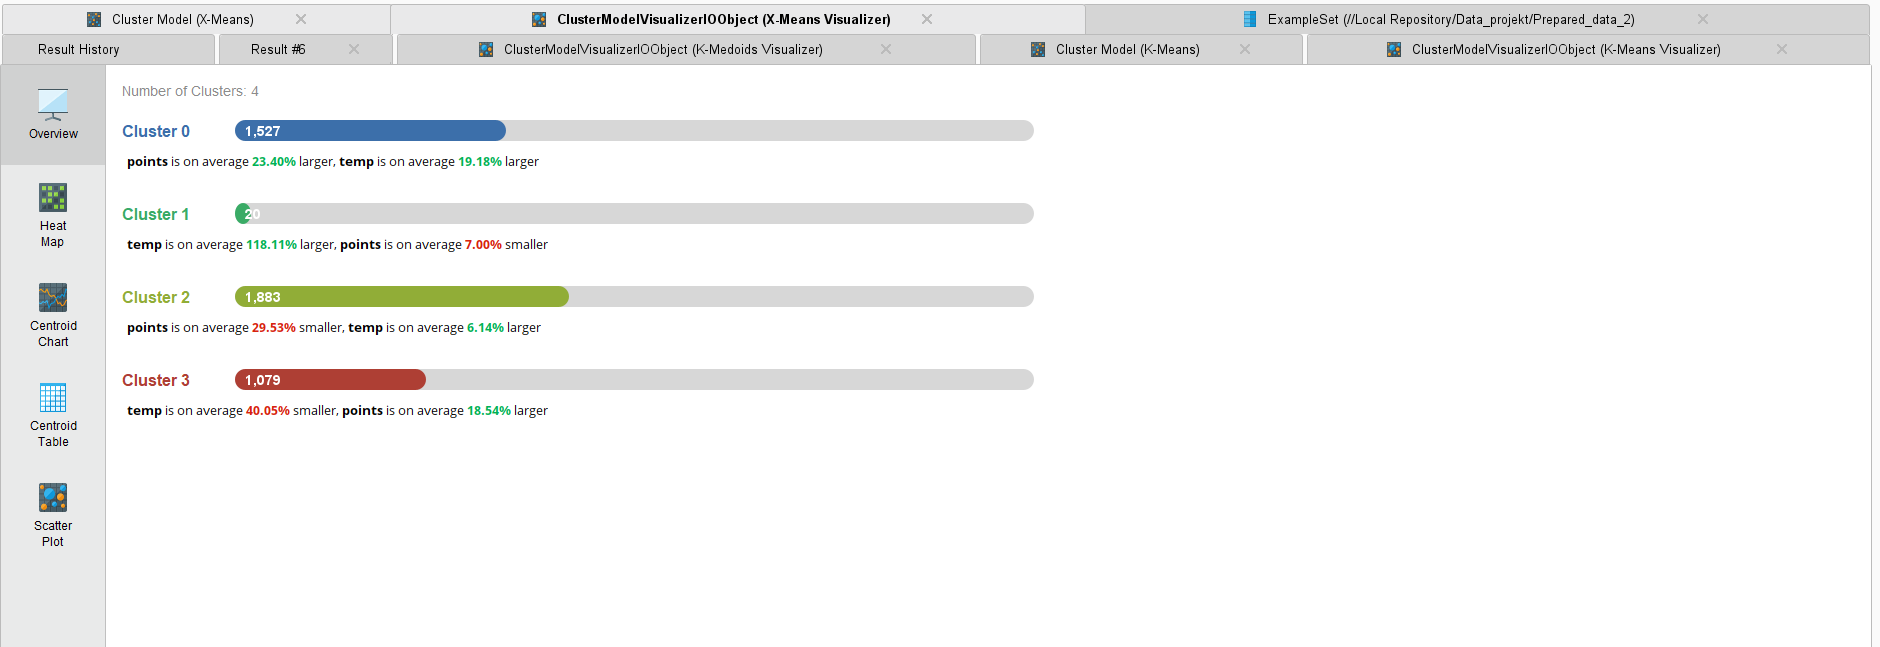 Cluster Model (X-Means)
ClusterModelVisualizerIOObject (X-Means Visualizer)
ExampleSet (//Local Repository/Data_projekt/Prepared_data_2)
Result History
Result #6
ClusterModelVisualizerIOObject (K-Medoids Visualizer)
Cluster Model (K-Means)
ClusterModelVisualizerIOObject (K-Means Visualizer)
Overview
Heat
Map
Centroid
Chart
Centroid
Table
Scatter
Plot
Number of Clusters: 4
Cluster 0 1,527
points is on average 23.40% larger, temp is on average 19.18% larger
Cluster 1 20
temp is on average 118.11% larger, points is on average 7.00% smaller
Cluster 2 1,883
points is on average 29.53% smaller, temp is on average 6.14% larger
Cluster 3 1,079
temp is on average 40.05% smaller, points is on average 18.54% larger